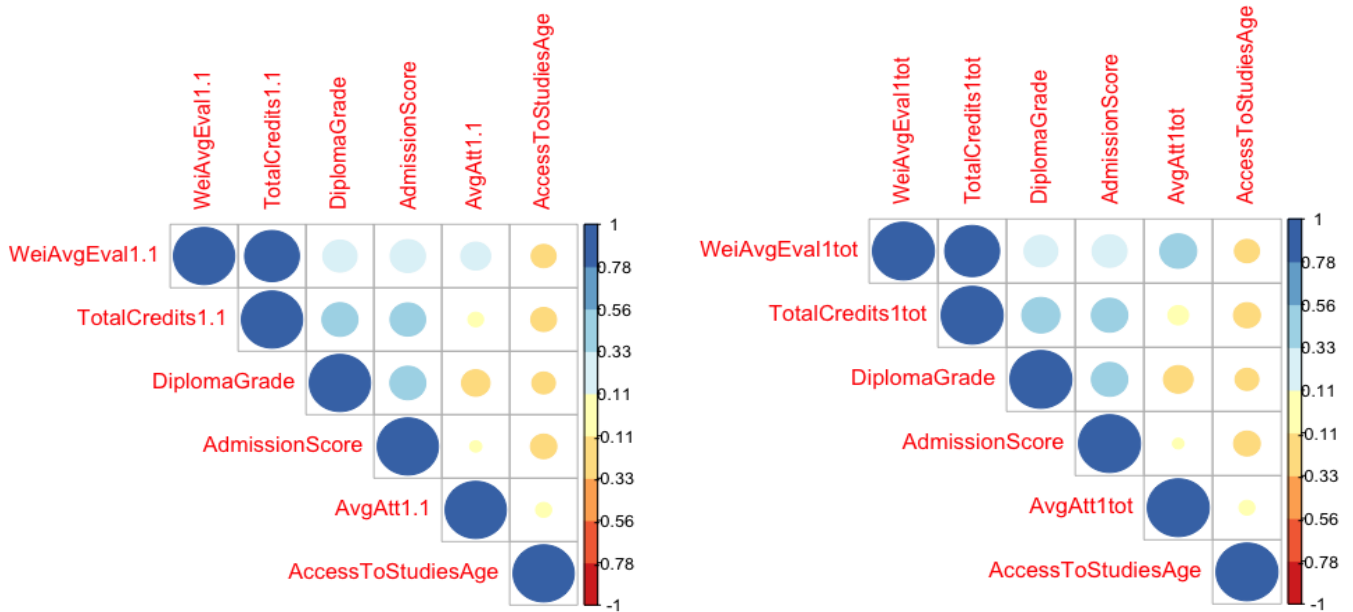 WeiAvgEval1.1
TotalCredits1.1
DiplomaGrade
AdmissionScore
AvgAtt1.1
AccessToStudiesAge
WeiAvgEval1.1
TotalCredits1.1
DiplomaGrade
AdmissionScore
AvgAtt1.1
AccessToStudiesAge
1
0.78
0.56
0.33
0.11
0.11
0.33
0.56
0.78
-1
WeiAvgEval1tot
TotalCredits1tot
DiplomaGrade
AdmissionScore
AvgAtt1tot
AccessToStudiesAge
WeiAvgEval1tot
TotalCredits1tot
DiplomaGrade
AdmissionScore
AvgAtt1tot
AccessToStudiesAge
1
0.78
0.56
0.33
0.11
0.11
0.33
0.56
0.78
-1